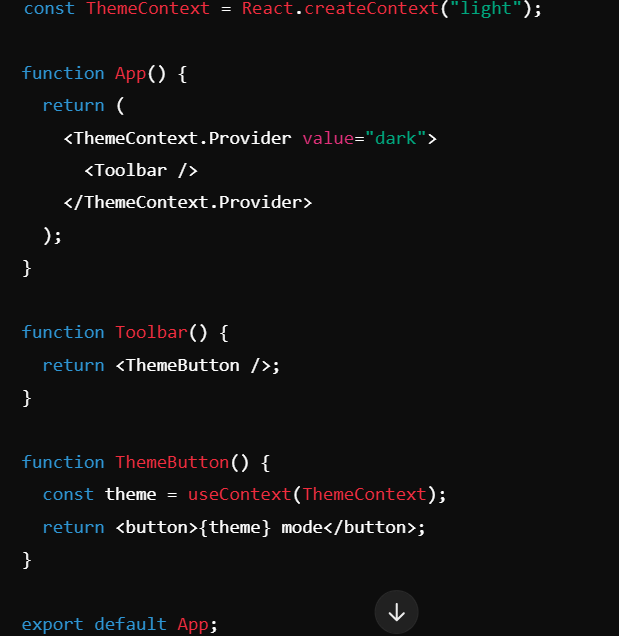 const ThemeContext = React.createContext("light");
function App() {
  return (
    <ThemeContext.Provider value="dark">
      <Toolbar />
    </ThemeContext.Provider>
  );
}
function Toolbar() {
  return <ThemeButton />;
}
function ThemeButton() {
  const theme = useContext(ThemeContext);
  return <button>{theme} mode</button>;
}
export default App;